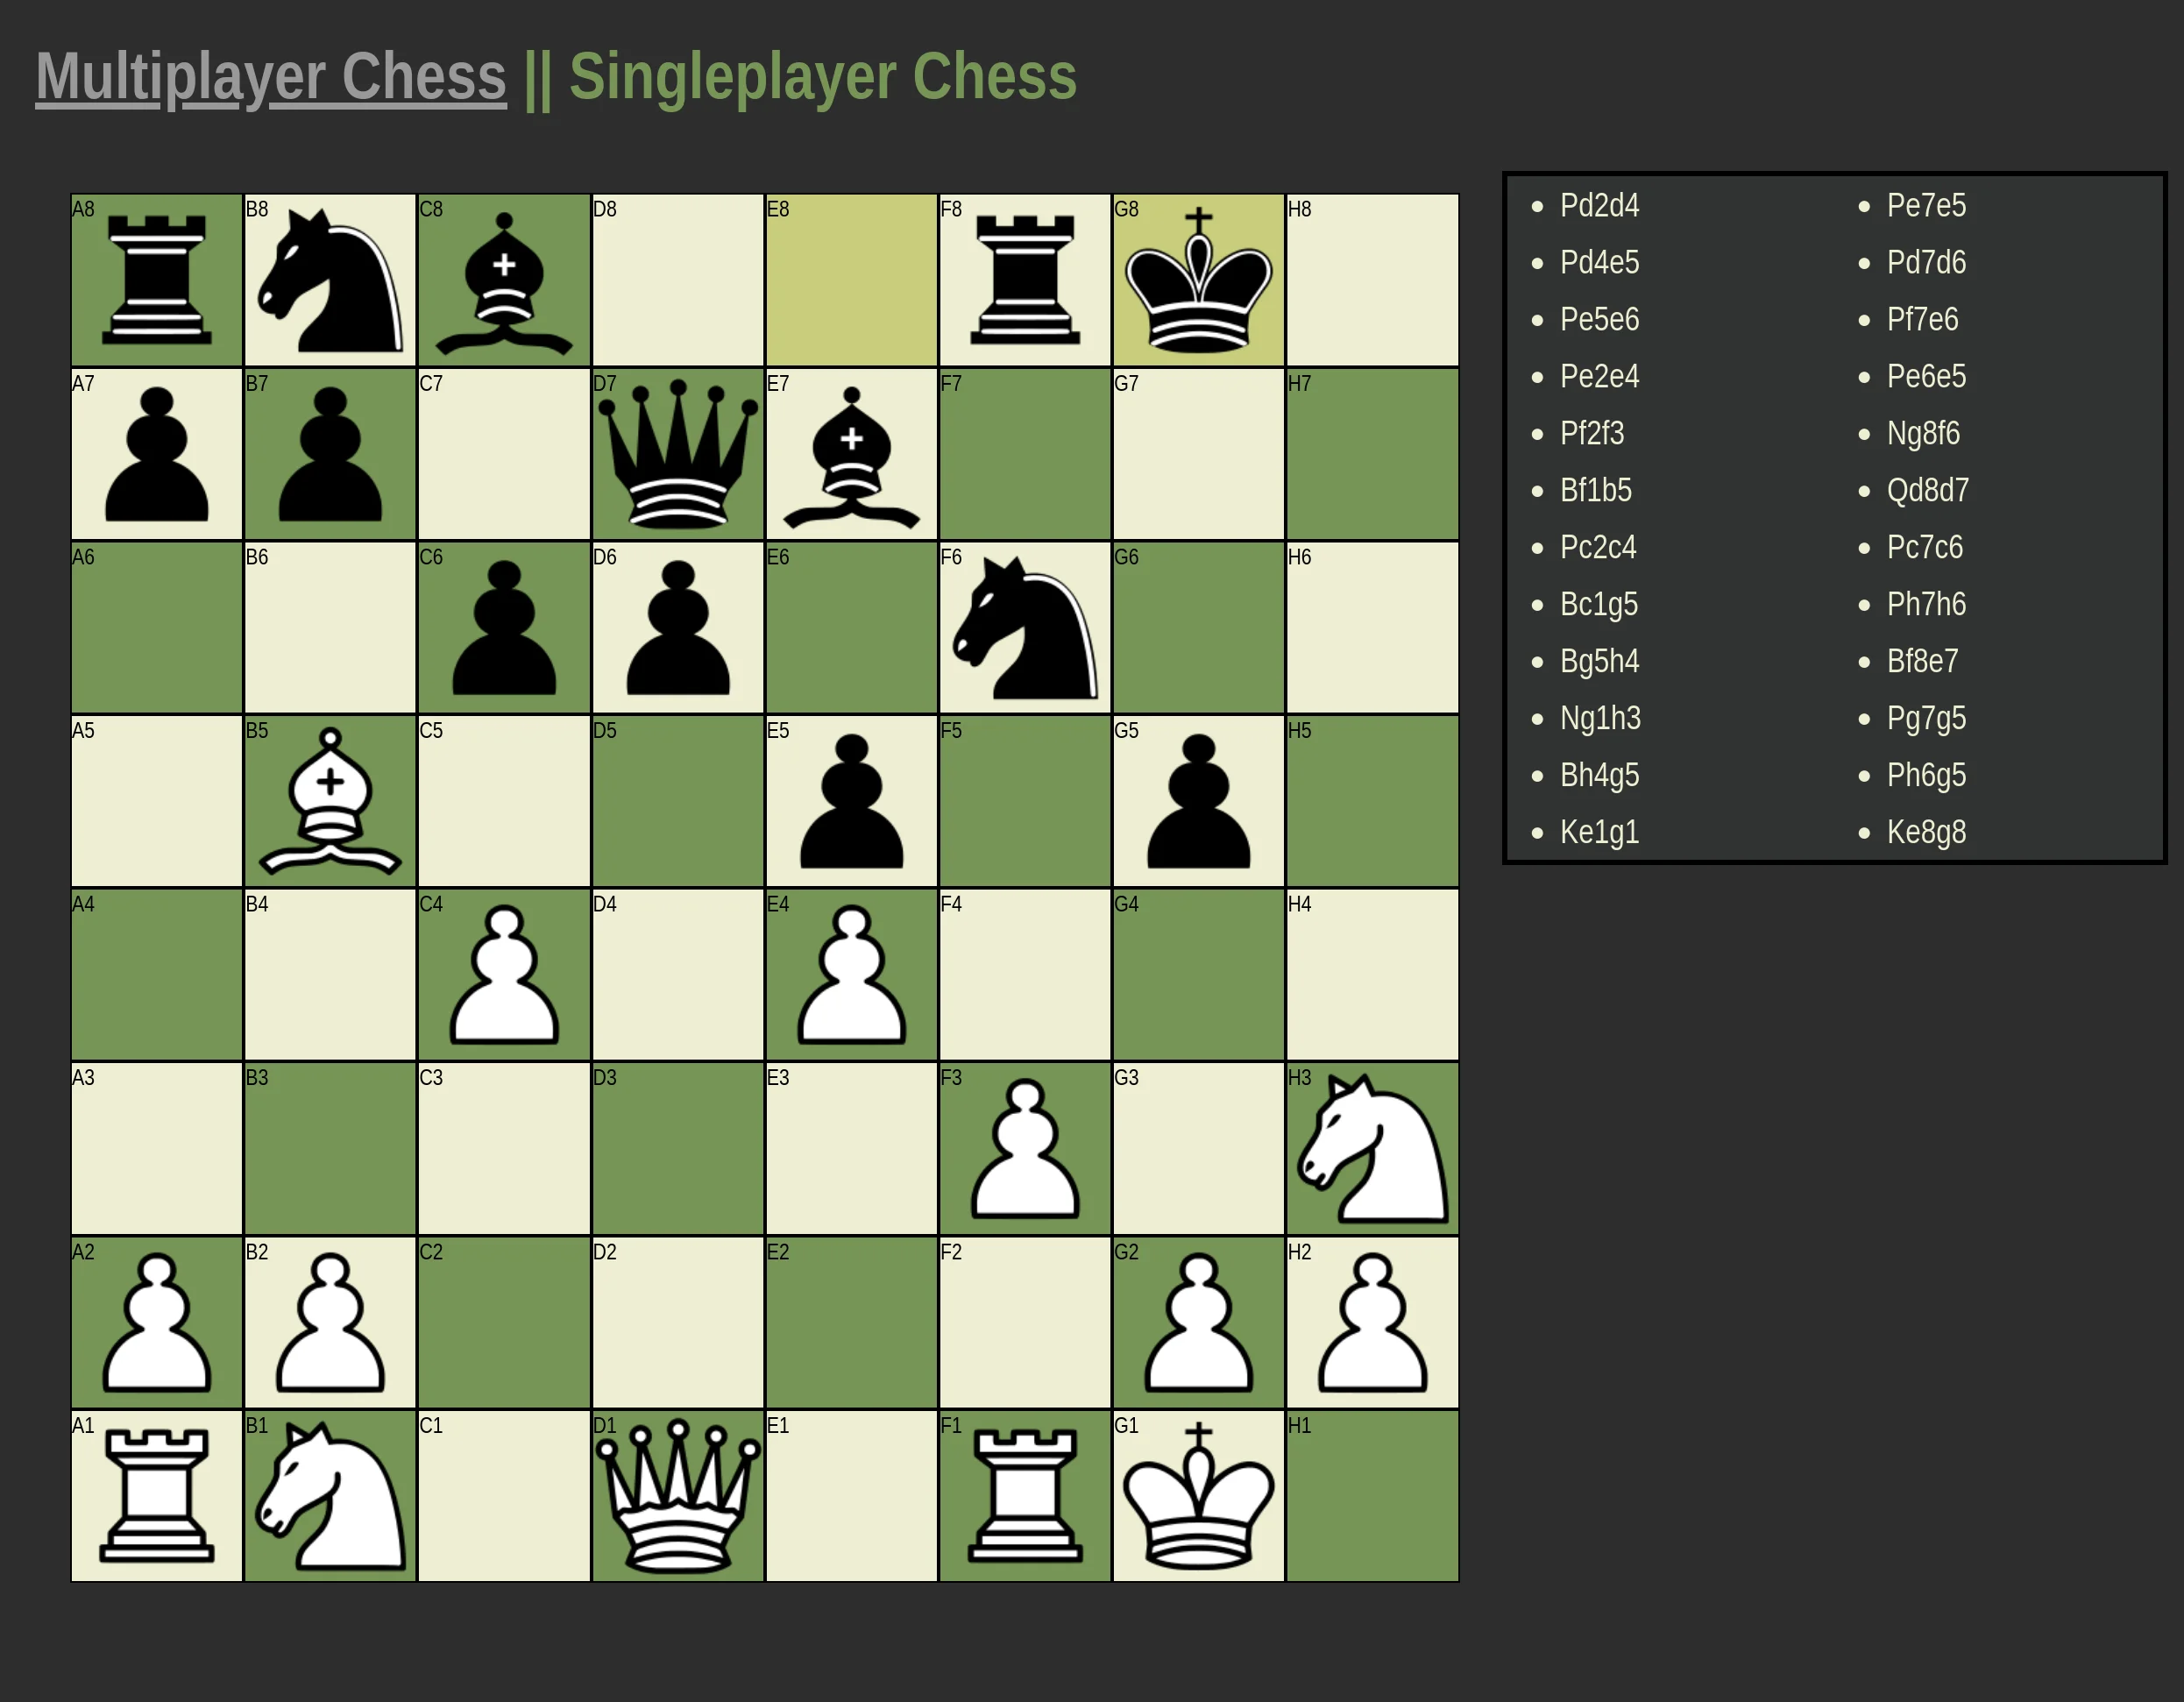 Multiplayer Chess || Singleplayer Chess
A8 B8 C8 D8 E8 F8 G8 H8
A7 B7 C7 D7 E7 F7 G7 H7
A6 B6 C6 D6 E6 F6 G6 H6
A5 B5 C5 D5 E5 F5 G5 H5
A4 B4 C4 D4 E4 F4 G4 H4
A3 B3 C3 D3 E3 F3 G3 H3
A2 B2 C2 D2 E2 F2 G2 H2
A1 B1 C1 D1 E1 F1 G1 H1
• Pd2d4 • Pe7e5
• Pd4e5 • Pd7d6
• Pe5e6 • Pf7e6
• Pe2e4 • Pe6e5
• Pf2f3 • Ng8f6
• Bf1b5 • Qd8d7
• Pc2c4 • Pc7c6
• Bc1g5 • Ph7h6
• Bg5h4 • Bf8e7
• Ng1h3 • Pg7g5
• Bh4g5 • Ph6g5
• Ke1g1 • Ke8g8